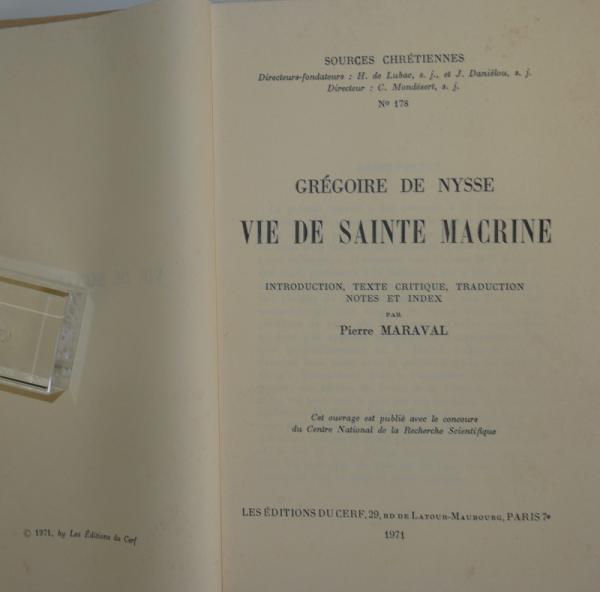 © 1971, by Les Éditions du Cerf
SOURCES CHRÉTIENNES
Directeurs-fondateurs : H. de Lubac, s. j., et J. Daniélou, s. j.
Directeur : C. Mondésert, s. j.
Nº 178
GRÉGOIRE DE NYSSE
VIE DE SAINTE MACRINE
INTRODUCTION, TEXTE CRITIQUE, TRADUCTION
NOTES ET INDEX
PAR
Pierre MARAVAL
Cet ouvrage est publié avec le concours
du Centre National de la Recherche Scientifique
LES ÉDITIONS DU CERF, 29, BD DE LATOUR-MAUBOURG, PARIS 7e
1971